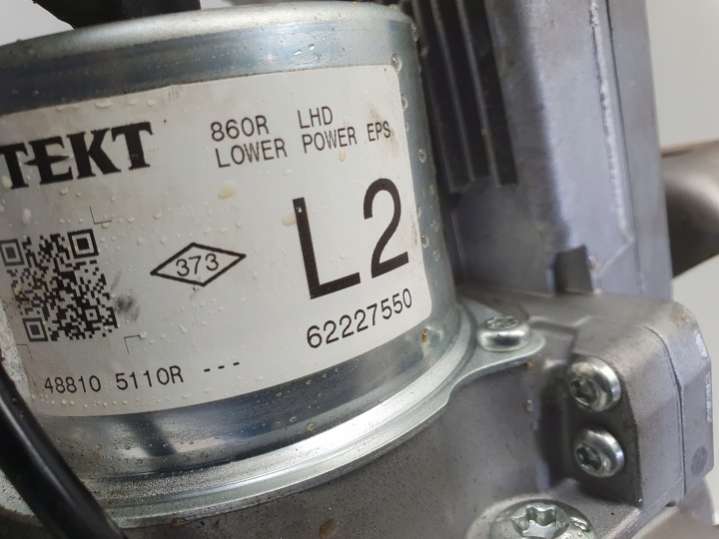 TEKT
860R LHD
LOWER POWER EPS
L2
373
62227550
48810 5110R ---